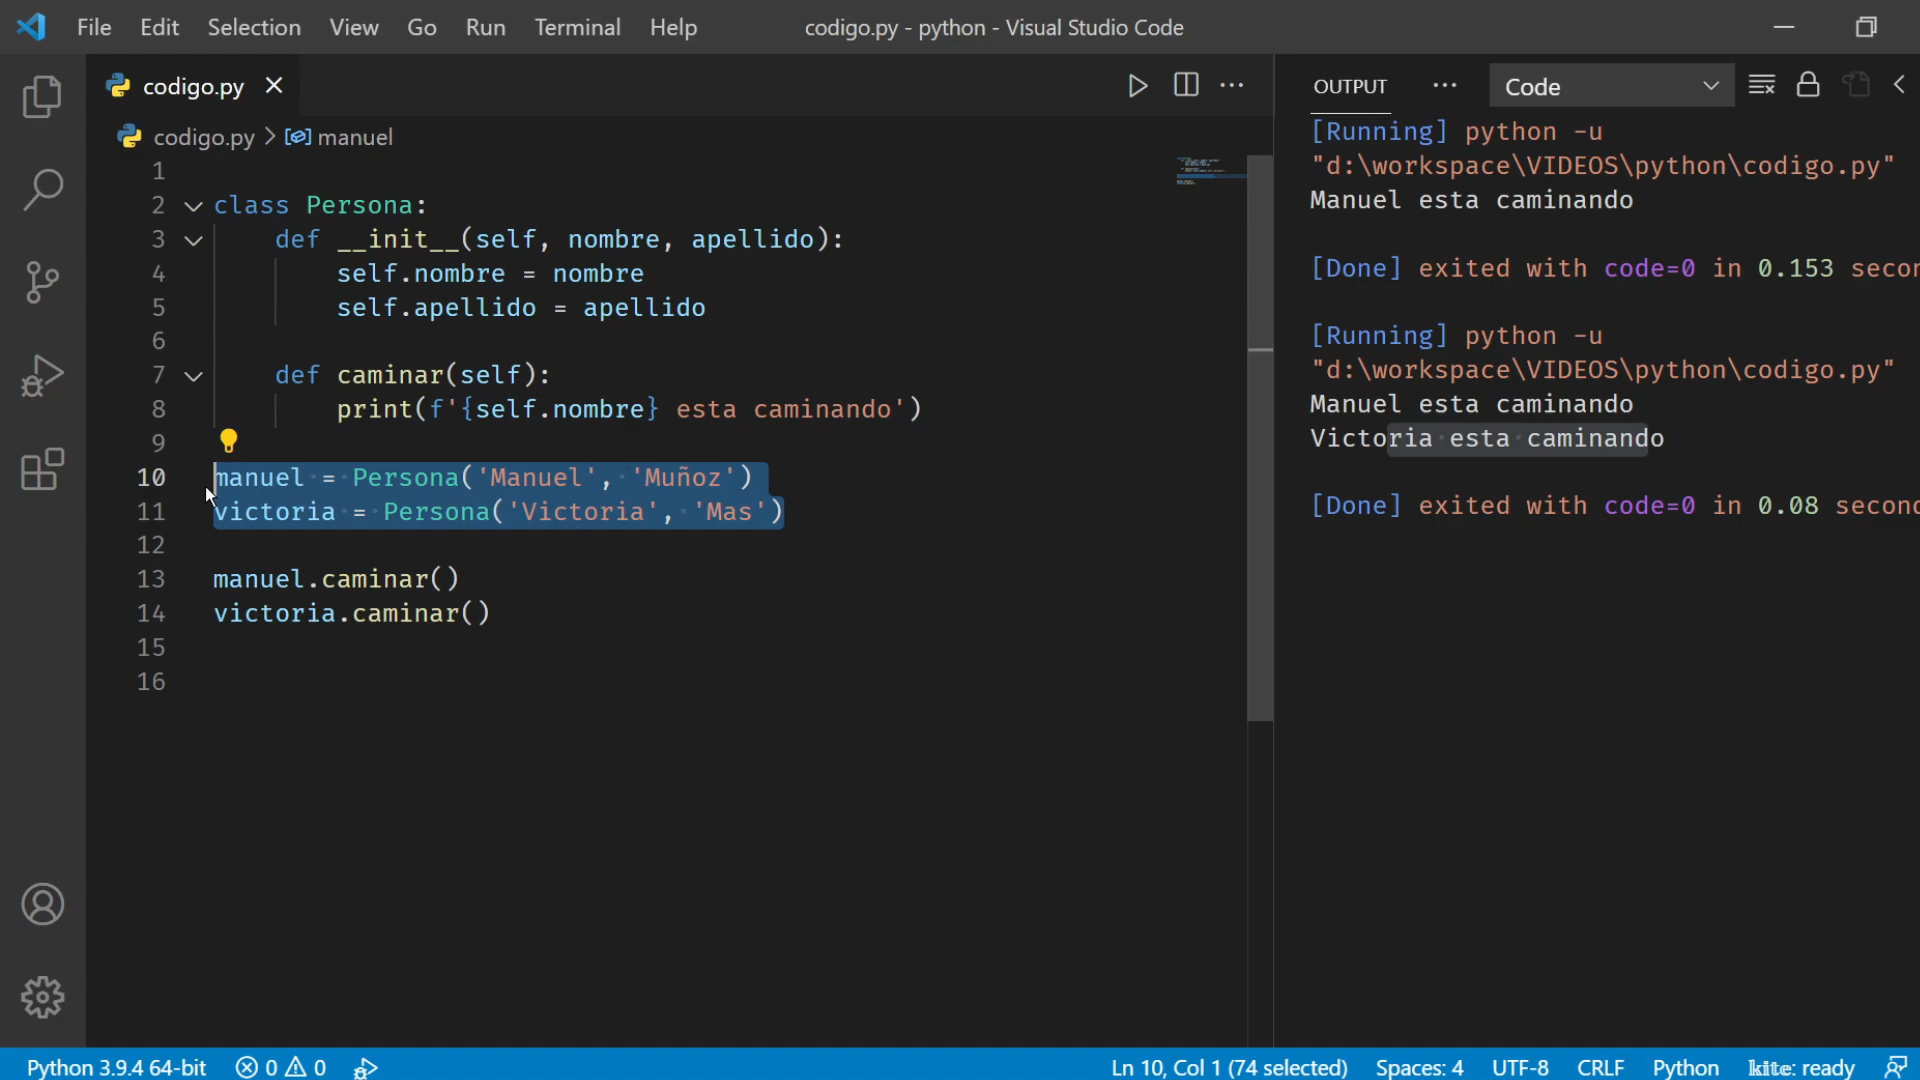 File Edit Selection View Go Run Terminal Help codigo.py - python - Visual Studio Code
codigo.py
codigo.py > manuel
1
2 class Persona:
3 def __init__(self, nombre, apellido):
4 self.nombre = nombre
5 self.apellido = apellido
6
7 def caminar(self):
8 print(f'{self.nombre} esta caminando')
9
10 manuel = Persona('Manuel', 'Muñoz')
11 victoria = Persona('Victoria', 'Mas')
12
13 manuel.caminar()
14 victoria.caminar()
15
16
OUTPUT ... Code
[Running] python -u
"d:\workspace\VIDEOS\python\codigo.py"
Manuel esta caminando
[Done] exited with code=0 in 0.153 secon
[Running] python -u
"d:\workspace\VIDEOS\python\codigo.py"
Manuel esta caminando
Victoria esta caminando
[Done] exited with code=0 in 0.08 second
Python 3.9.4 64-bit 0 0 Ln 10, Col 1 (74 selected) Spaces: 4 UTF-8 CRLF Python kite: ready